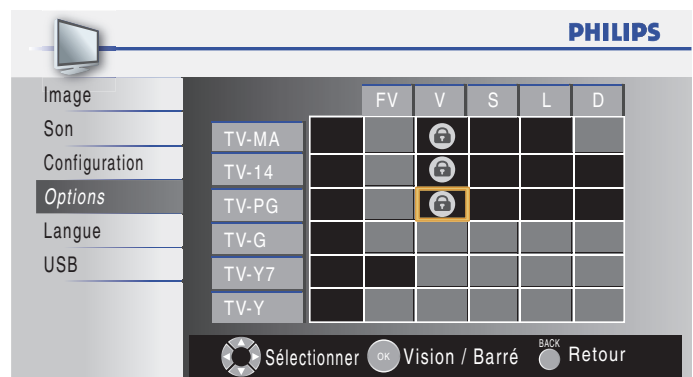 PHILIPS
Image
Son
Configuration
Options
Langue
USB
FV V S L D
TV-MA
TV-14
TV-PG
TV-G
TV-Y7
TV-Y
Sélectionner OK Vision / Barré BACK Retour